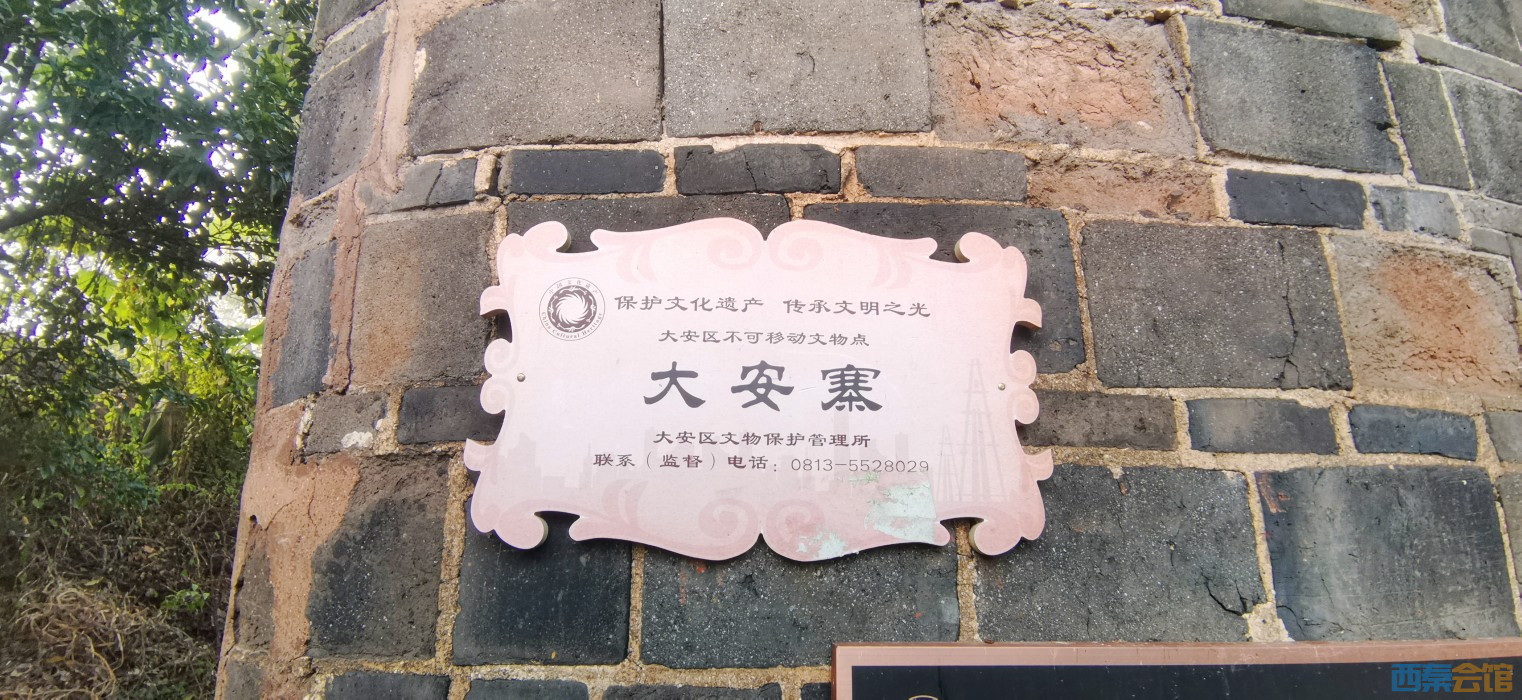 保护文化遗产 传承文明之光
大安区不可移动文物点
大安寨
大安区文物保护管理所
联系（监督）电话：0813-5528029
西秦会馆